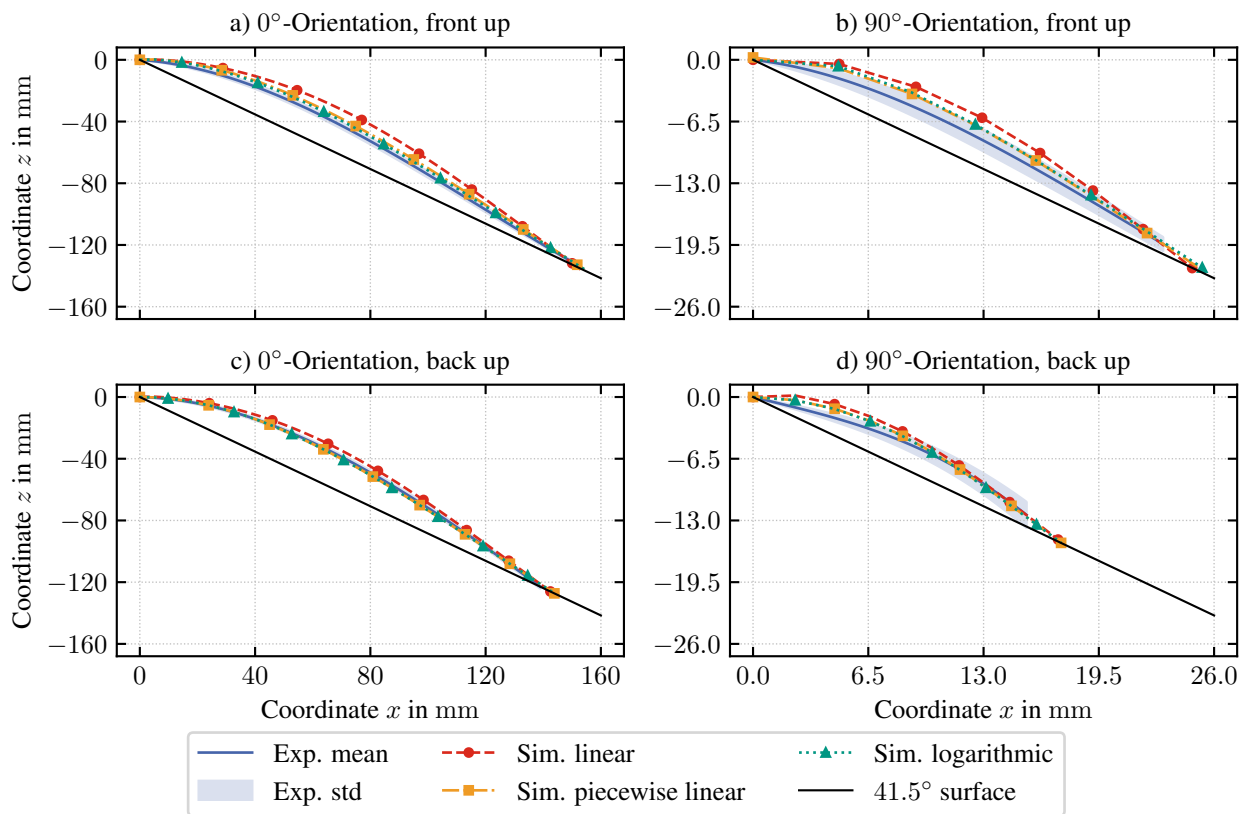 a) 0°-Orientation, front up
b) 90°-Orientation, front up
Coordinate z in mm
0
−40
−80
−120
−160
0.0
−6.5
−13.0
−19.5
−26.0
c) 0°-Orientation, back up
d) 90°-Orientation, back up
Coordinate z in mm
0
−40
−80
−120
−160
0.0
−6.5
−13.0
−19.5
−26.0
0 40 80 120 160
0.0 6.5 13.0 19.5 26.0
Coordinate x in mm
Coordinate x in mm
Exp. mean
Sim. linear
Sim. logarithmic
Exp. std
Sim. piecewise linear
41.5° surface